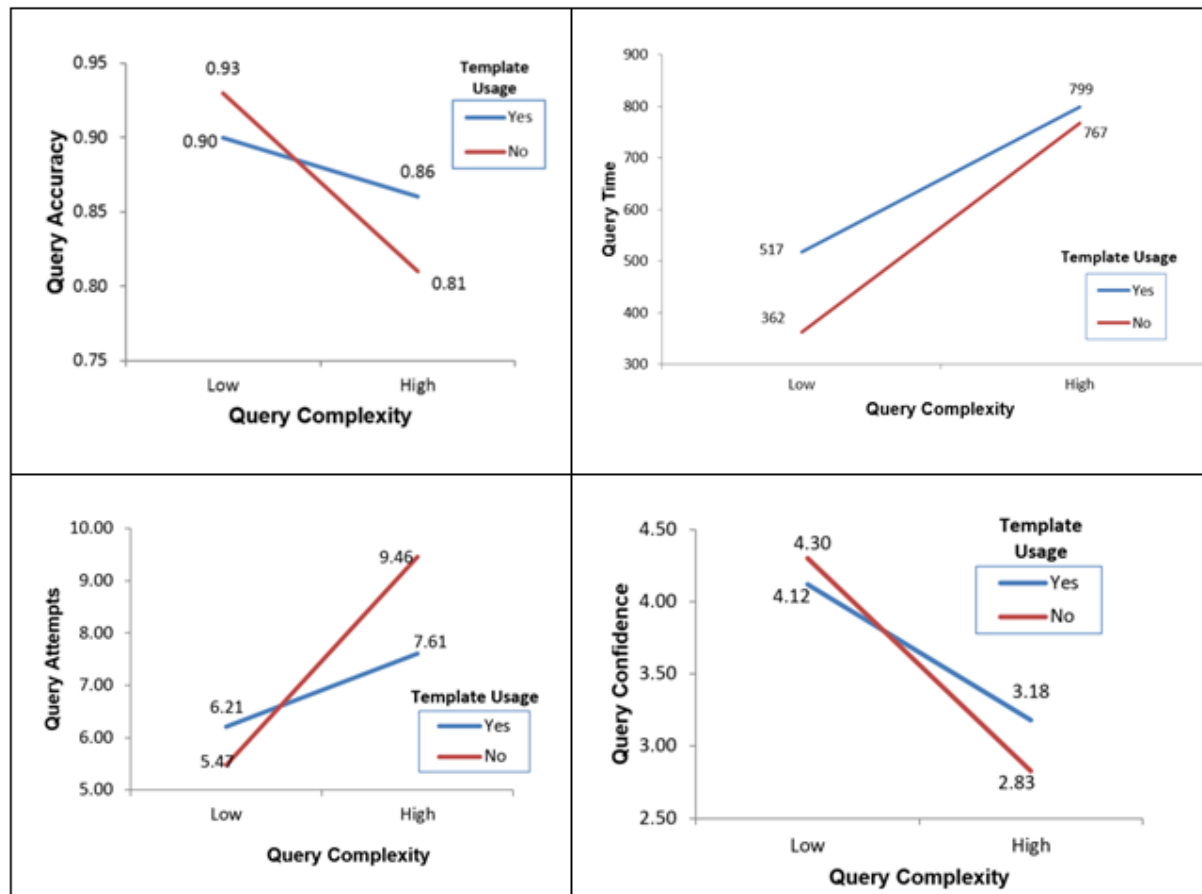 0.95
0.93
0.90
0.90
0.86
0.85
0.80
0.81
0.75
Low
High
Query Accuracy
Query Complexity
Template
Usage
Yes
No
900
800
700
600
500
400
300
799
767
517
362
Query Time
Template Usage
Yes
No
Low
High
Query Complexity
10.00
9.00
8.00
7.00
6.00
5.00
9.46
7.61
6.21
5.47
Query Attempts
Template Usage
Yes
No
Low
High
Query Complexity
4.50
4.00
3.50
3.00
2.50
4.30
4.12
3.18
2.83
Query Confidence
Template
Usage
Yes
No
Low
High
Query Complexity